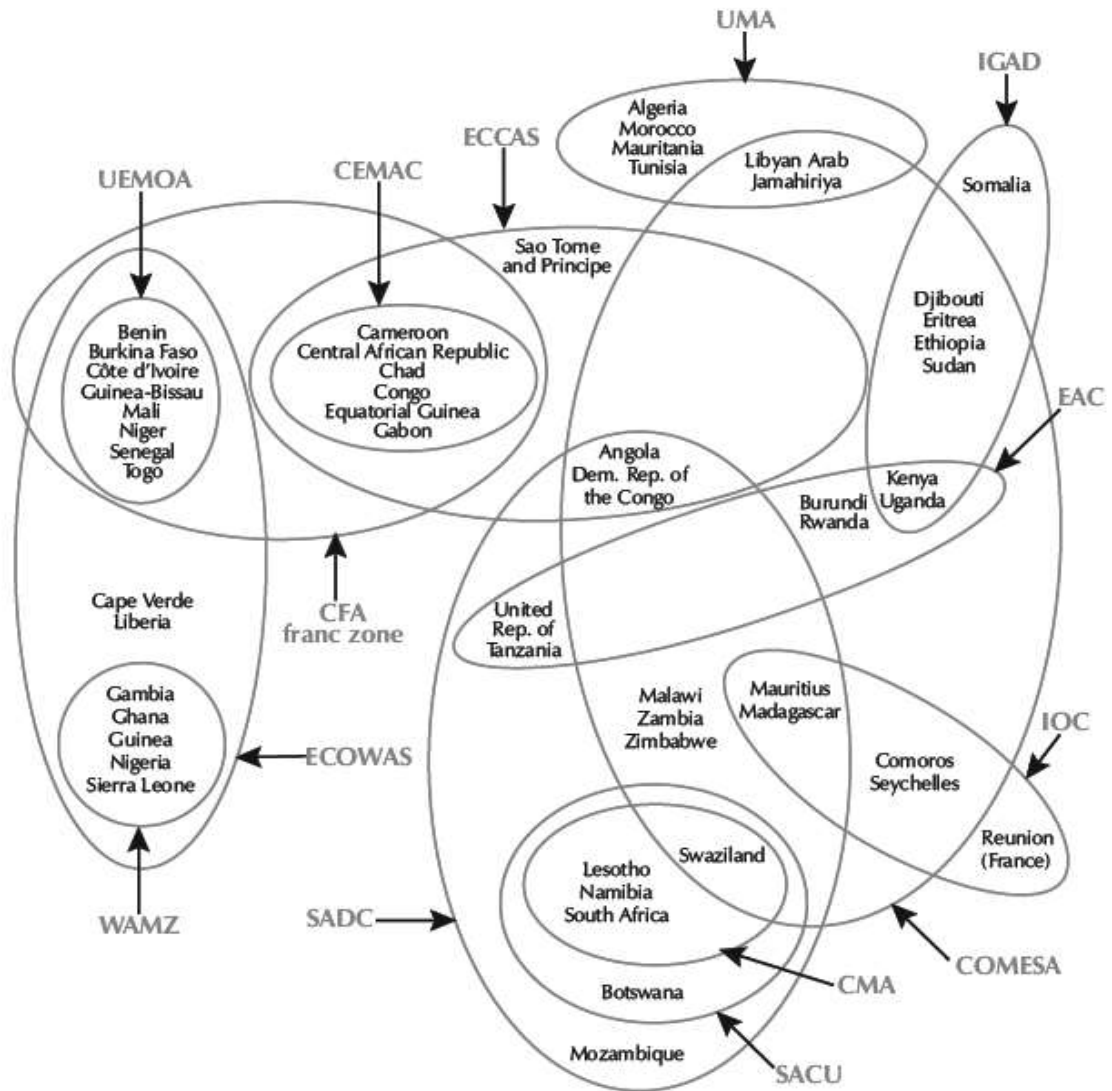 UMA
IGAD
Algeria
Morocco
Mauritania
Tunisia
Libyan Arab
Jamahiriya
ECCAS
CEMAC
UEMOA
Somalia
Sao Tome
and Principe
Djibouti
Eritrea
Ethiopia
Sudan
Benin
Burkina Faso
Côte d'Ivoire
Guinea-Bissau
Mali
Niger
Senegal
Togo
Cameroon
Central African Republic
Chad
Congo
Equatorial Guinea
Gabon
EAC
Angola
Dem. Rep. of
the Congo
Kenya
Uganda
Burundi
Rwanda
Cape Verde
Liberia
CFA
franc zone
United
Rep. of
Tanzania
Gambia
Ghana
Guinea
Nigeria
Sierra Leone
ECOWAS
Malawi
Zambia
Zimbabwe
Mauritius
Madagascar
IOC
Comoros
Seychelles
Reunion
(France)
Swaziland
Lesotho
Namibia
South Africa
WAMZ
SADC
COMESA
CMA
Botswana
Mozambique
SACU